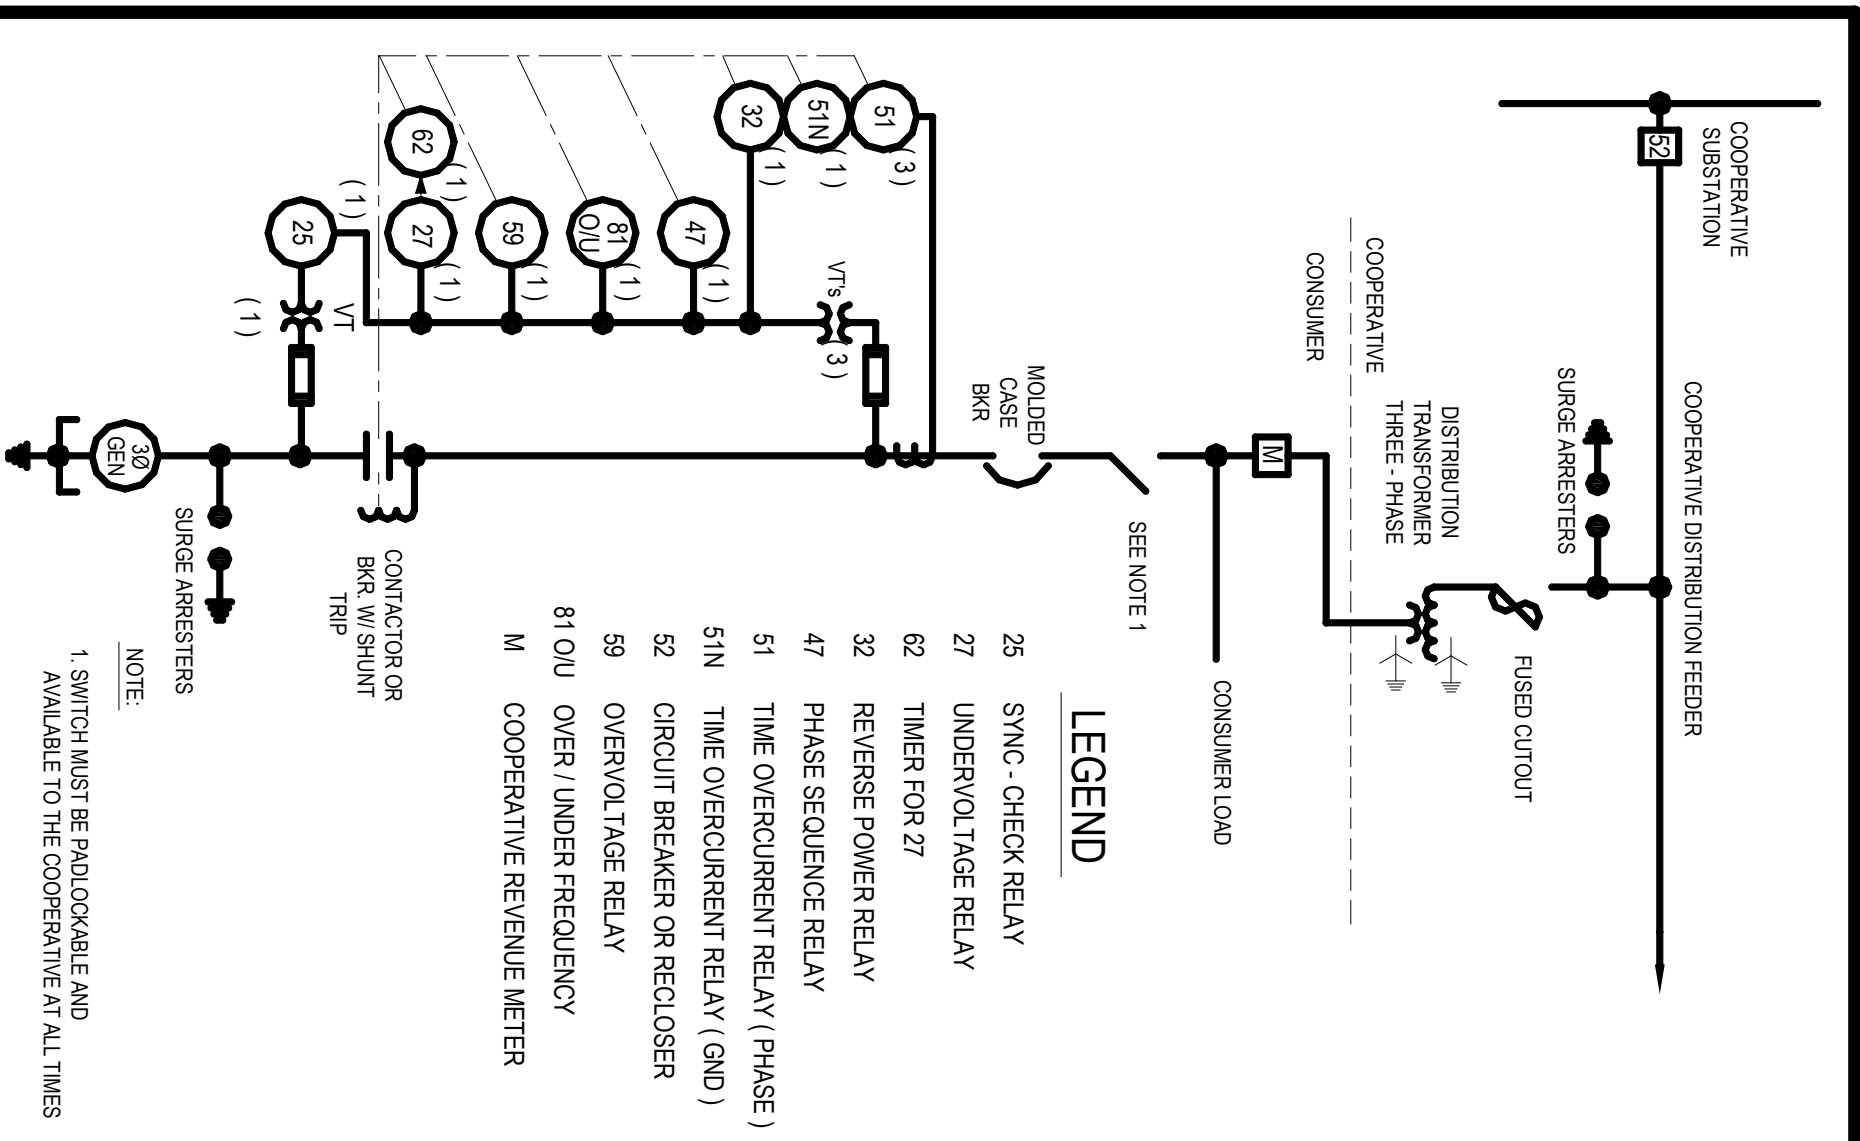 COOPERATIVE
SUBSTATION
52
COOPERATIVE DISTRIBUTION FEEDER
SURGE ARRESTERS
FUSED CUTOUT
DISTRIBUTION
TRANSFORMER
THREE - PHASE
COOPERATIVE
CONSUMER
M
CONSUMER LOAD
SEE NOTE 1
MOLDED
CASE
BKR
51
( 3 )
51N
( 1 )
32
( 1 )
VT's
( 3 )
47
( 1 )
81
O/U
( 1 )
59
( 1 )
62
( 1 )
27
( 1 )
25
( 1 )
VT
( 1 )
CONTACTOR OR
BKR. W/ SHUNT
TRIP
SURGE ARRESTERS
3Ø
GEN
LEGEND
25 SYNC - CHECK RELAY
27 UNDERVOLTAGE RELAY
62 TIMER FOR 27
32 REVERSE POWER RELAY
47 PHASE SEQUENCE RELAY
51 TIME OVERCURRENT RELAY ( PHASE )
51N TIME OVERCURRENT RELAY ( GND )
52 CIRCUIT BREAKER OR RECLOSER
59 OVERVOLTAGE RELAY
81 O/U OVER / UNDER FREQUENCY
M COOPERATIVE REVENUE METER
NOTE:
1. SWITCH MUST BE PADLOCKABLE AND
AVAILABLE TO THE COOPERATIVE AT ALL TIMES